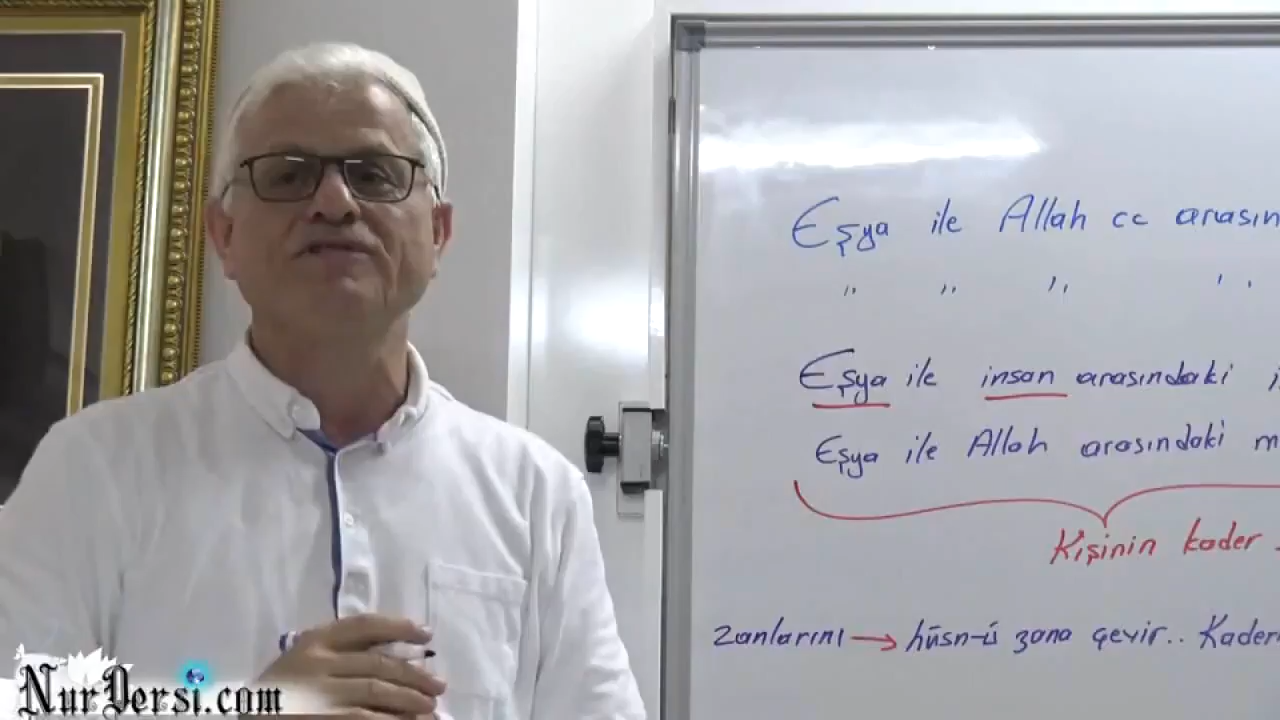 Eşya ile Allah cc arasın
" " " "
Eşya ile insan arasındaki
Eşya ile Allah arasındaki m
Kişinin kader
zanlarını → hüsn-ü zana çevir.. Kader
NurDersi.com